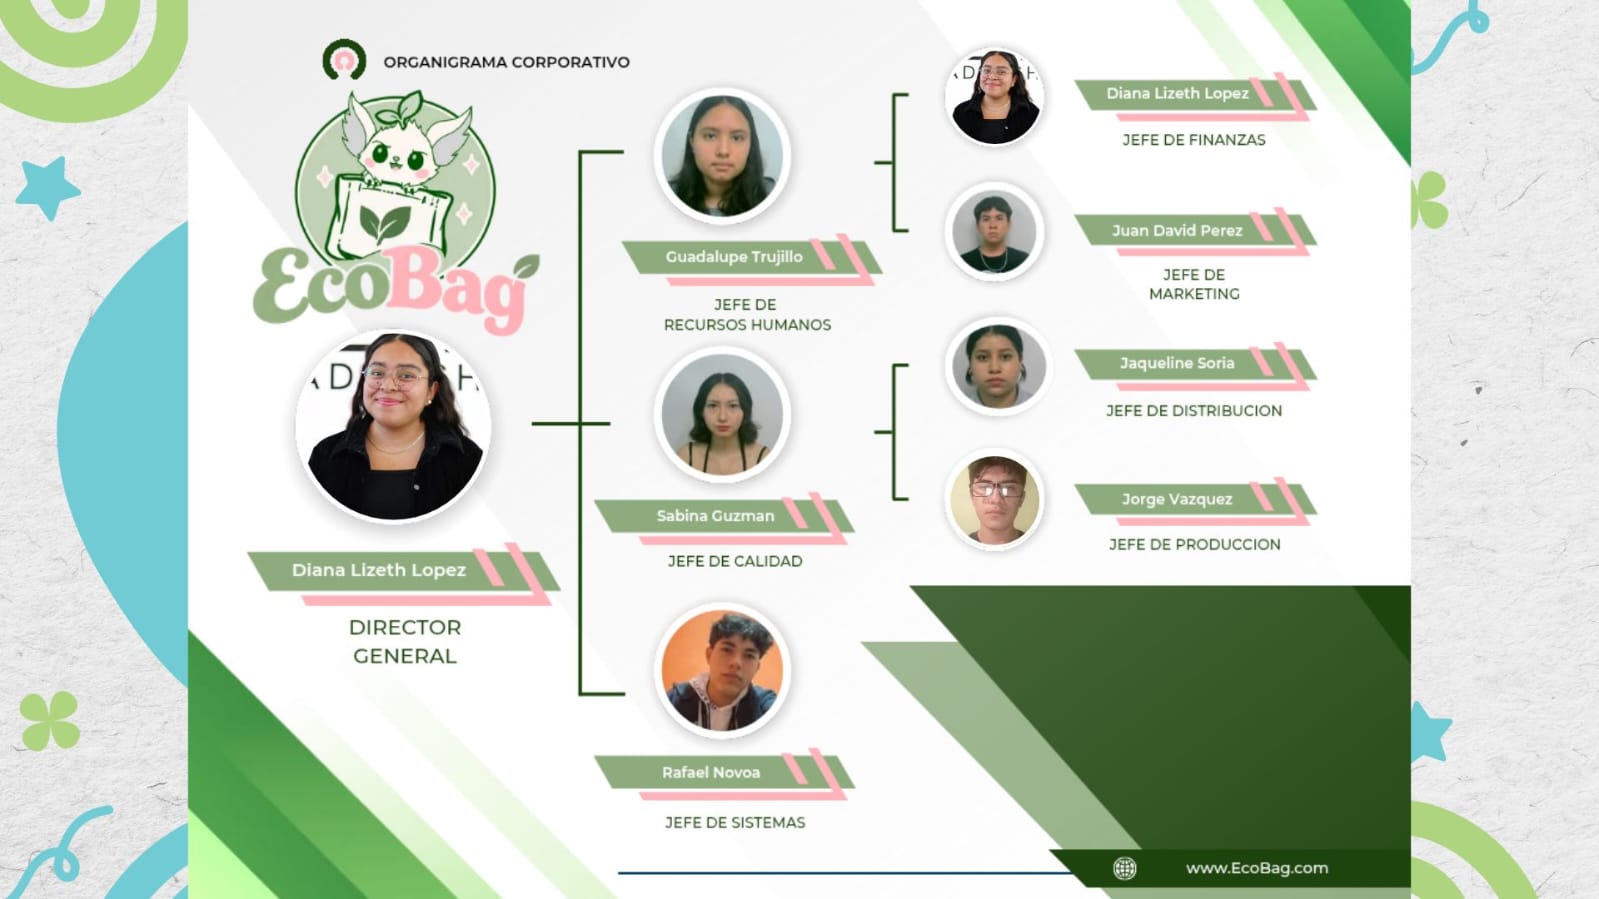 ORGANIGRAMA CORPORATIVO
EcoBag
Diana Lizeth Lopez
DIRECTOR
GENERAL
Guadalupe Trujillo
JEFE DE
RECURSOS HUMANOS
Sabina Guzman
JEFE DE CALIDAD
Rafael Novoa
JEFE DE SISTEMAS
Diana Lizeth Lopez
JEFE DE FINANZAS
Juan David Perez
JEFE DE
MARKETING
Jaqueline Soria
JEFE DE DISTRIBUCION
Jorge Vazquez
JEFE DE PRODUCCION
www.EcoBag.com